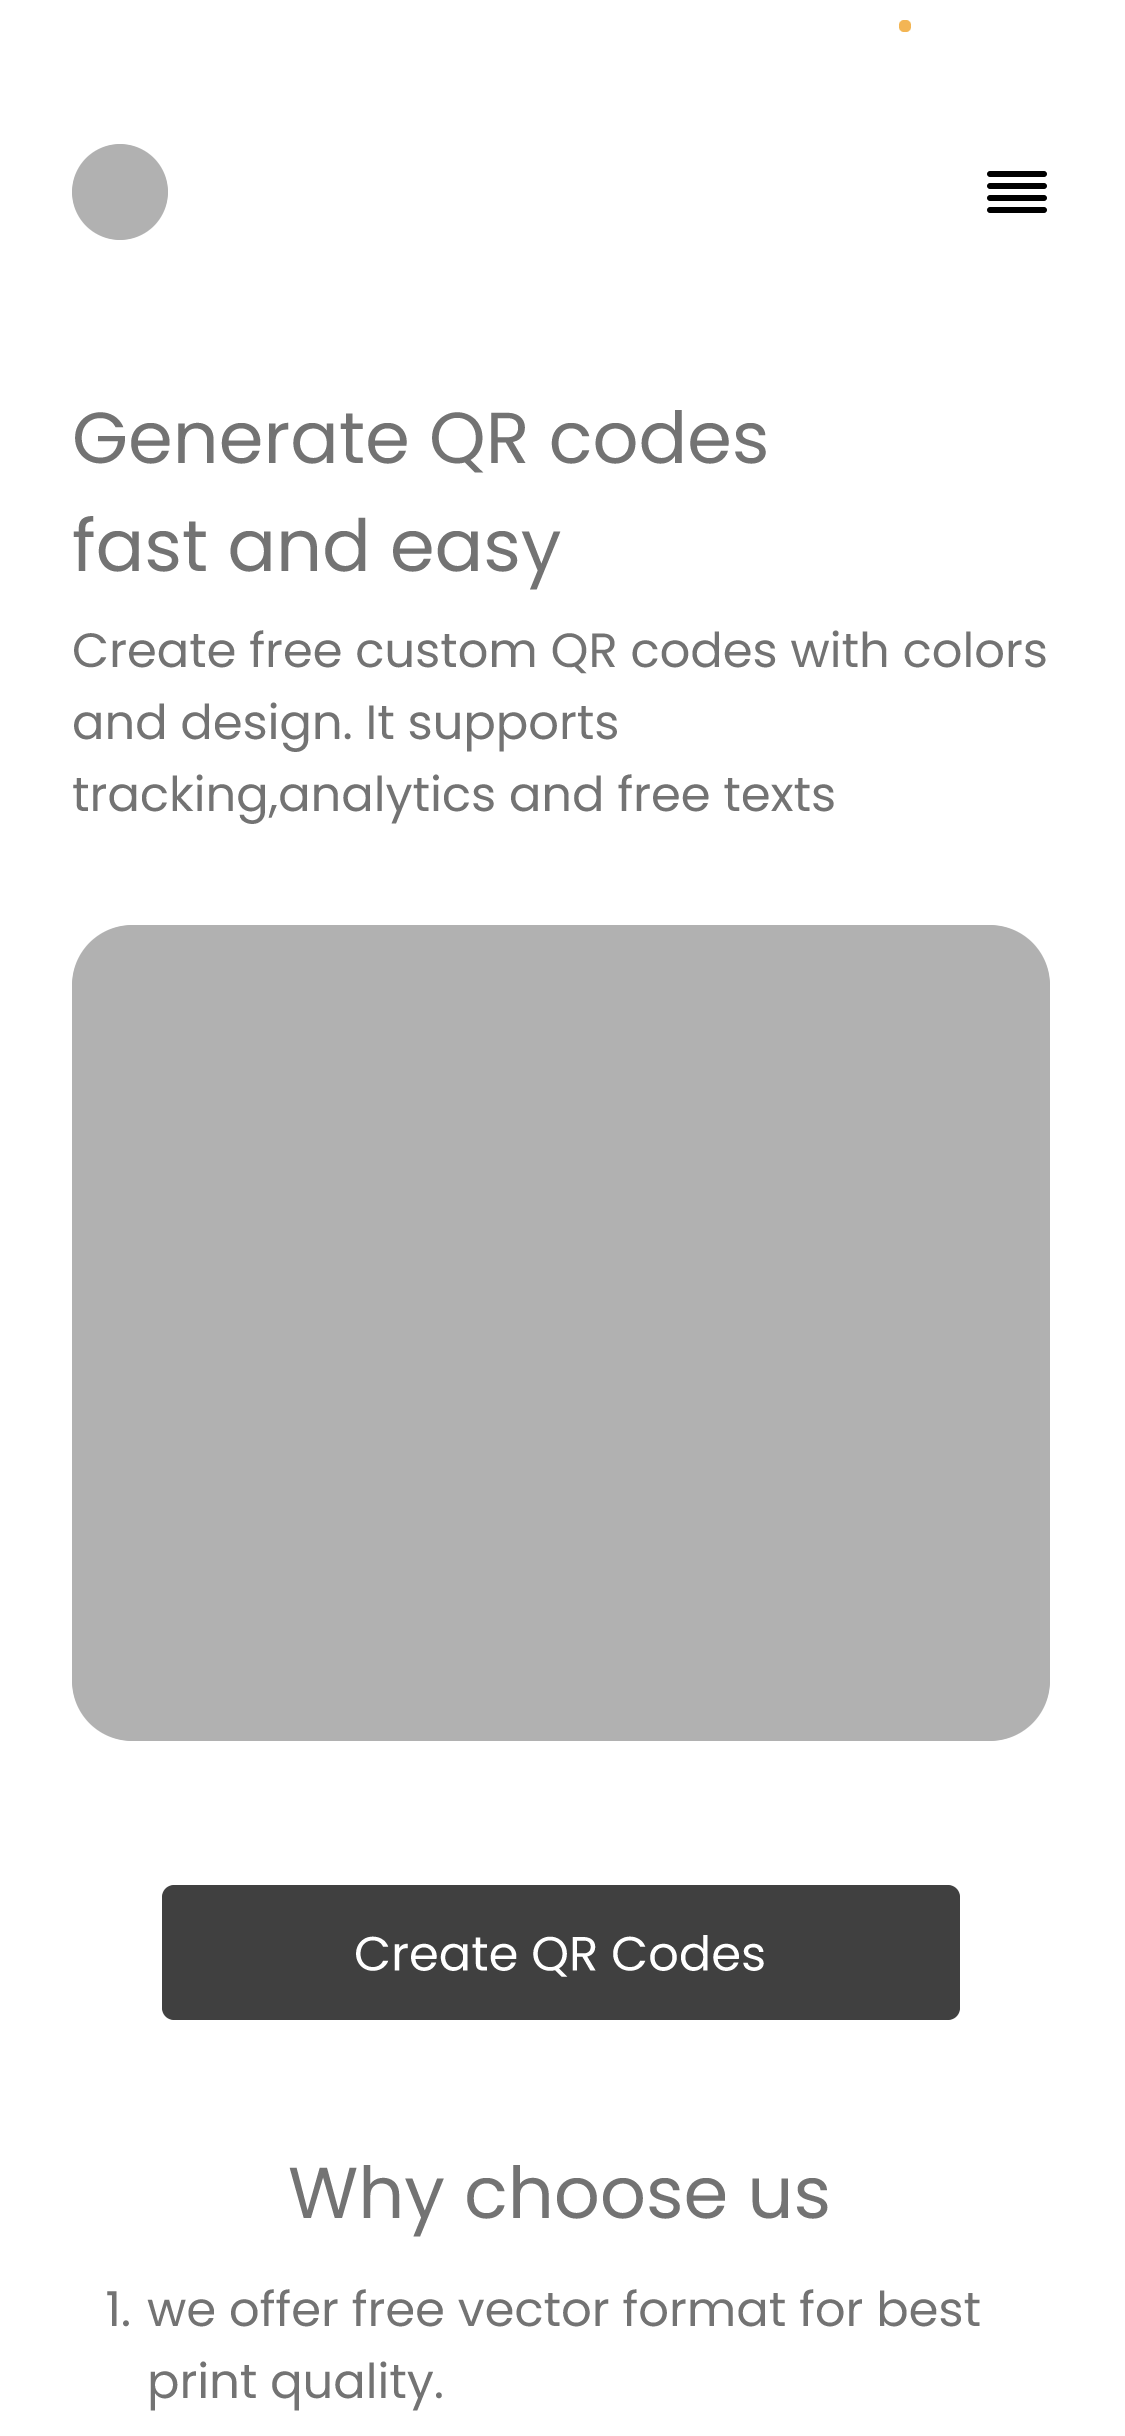 Generate QR codes
fast and easy
Create free custom QR codes with colors
and design. It supports
tracking,analytics and free texts
Create QR Codes
Why choose us
1. we offer free vector format for best
print quality.